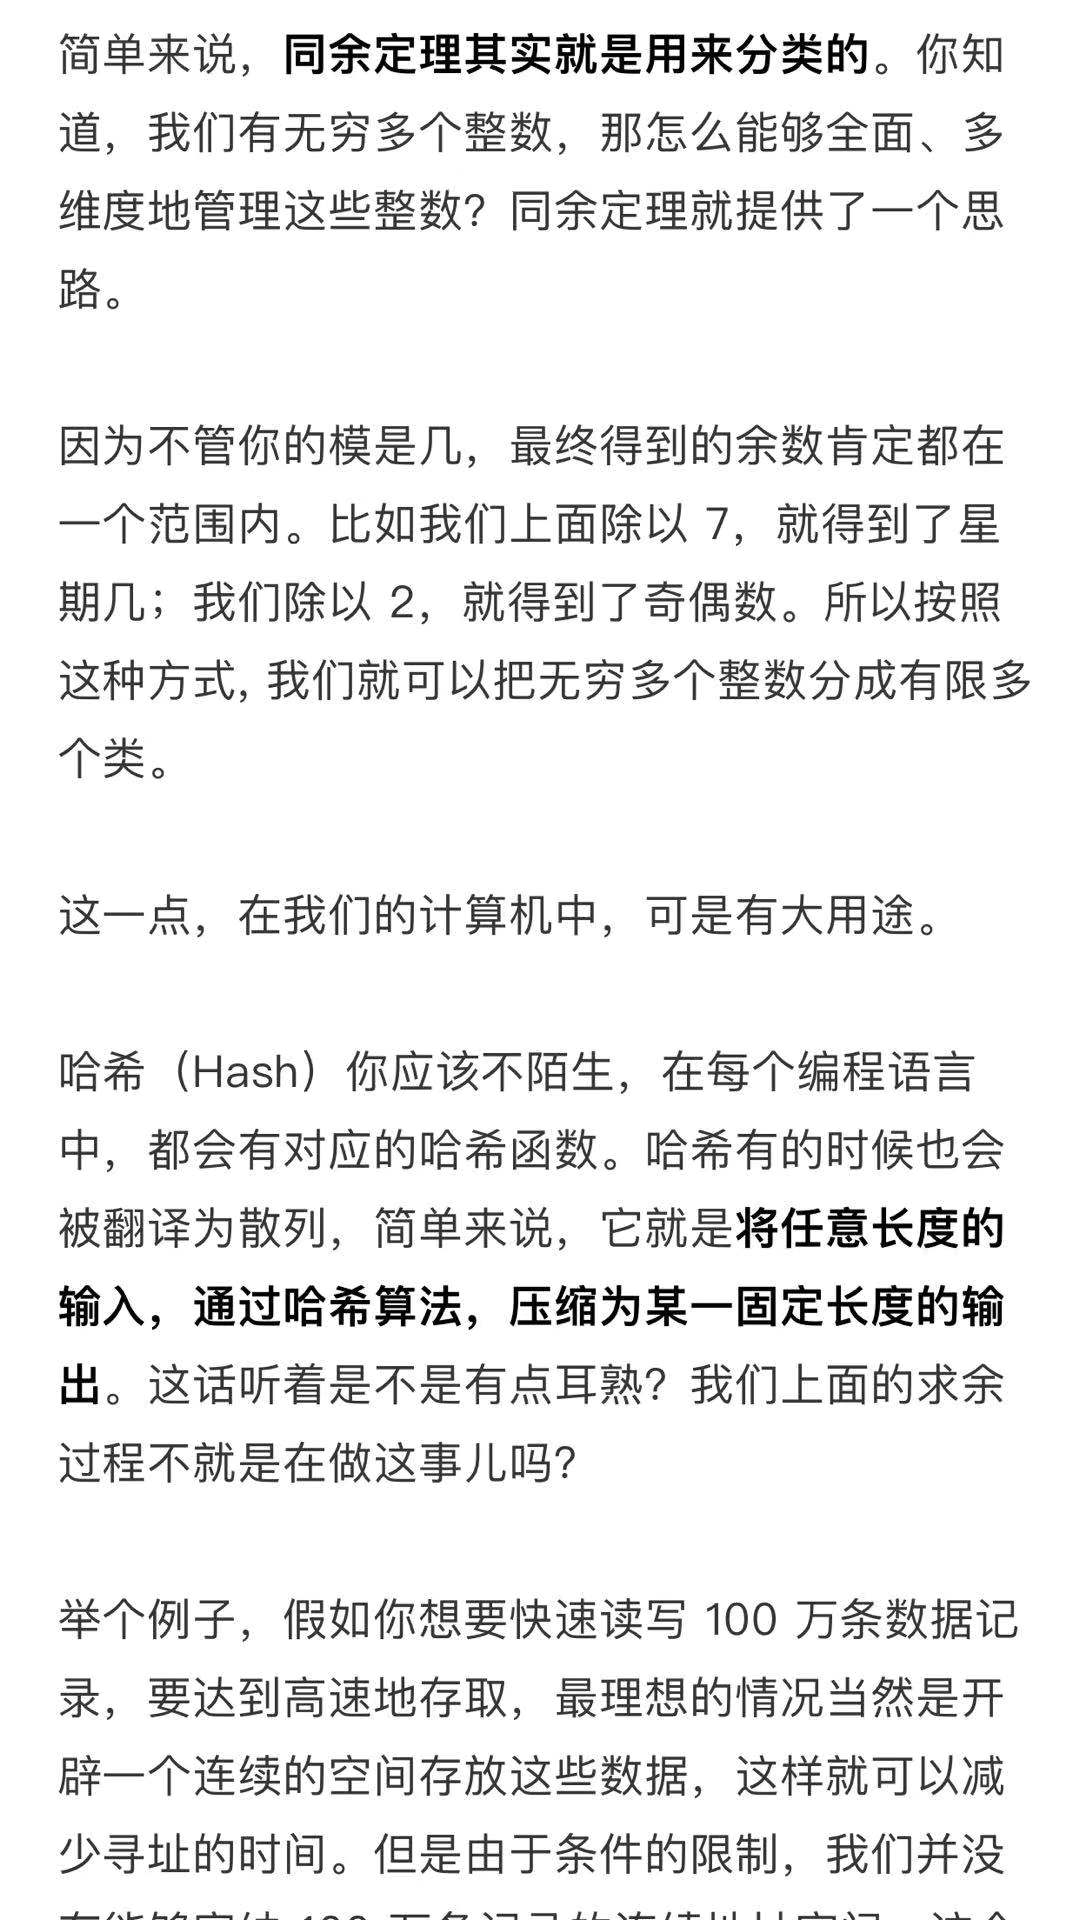 简单来说，同余定理其实就是用来分类的。你知
道，我们有无穷多个整数，那怎么能够全面、多
维度地管理这些整数？同余定理就提供了一个思
路。
因为不管你的模是几，最终得到的余数肯定都在
一个范围内。比如我们上面除以 7，就得到了星
期几；我们除以 2，就得到了奇偶数。所以按照
这种方式, 我们就可以把无穷多个整数分成有限多
个类。
这一点，在我们的计算机中，可是有大用途。
哈希（Hash）你应该不陌生，在每个编程语言
中，都会有对应的哈希函数。哈希有的时候也会
被翻译为散列，简单来说，它就是将任意长度的
输入，通过哈希算法，压缩为某一固定长度的输
出。这话听着是不是有点耳熟？我们上面的求余
过程不就是在做这事儿吗？
举个例子，假如你想要快速读写 100 万条数据记
录，要达到高速地存取，最理想的情况当然是开
辟一个连续的空间存放这些数据，这样就可以减
少寻址的时间。但是由于条件的限制，我们并没